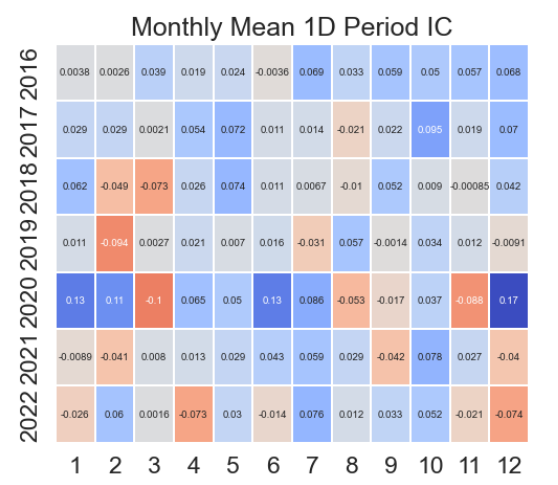 Monthly Mean 1D Period IC
2016 0.0038 0.0026 0.039 0.019 0.024 -0.0036 0.069 0.033 0.059 0.05 0.057 0.068
2017 0.029 0.029 0.0021 0.054 0.072 0.011 0.014 -0.021 0.022 0.095 0.019 0.07
2018 0.062 -0.049 -0.073 0.026 0.074 0.011 0.0067 -0.01 0.052 0.009 -0.00085 0.042
2019 0.011 -0.094 0.0027 0.021 0.007 0.016 -0.031 0.057 -0.0014 0.034 0.012 -0.0091
2020 0.13 0.11 -0.1 0.065 0.05 0.13 0.086 -0.053 -0.017 0.037 -0.088 0.17
2021 -0.0089 -0.041 0.008 0.013 0.029 0.043 0.059 0.029 -0.042 0.078 0.027 -0.04
2022 -0.026 0.06 0.0016 -0.073 0.03 -0.014 0.076 0.012 0.033 0.052 -0.021 -0.074
1 2 3 4 5 6 7 8 9 10 11 12